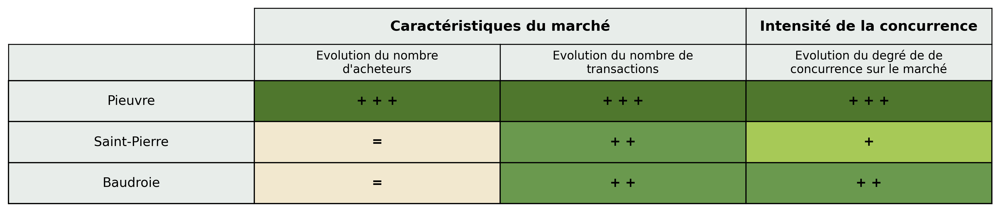 Caractéristiques du marché
Intensité de la concurrence
Evolution du nombre
d'acheteurs
Evolution du nombre de
transactions
Evolution du degré de de
concurrence sur le marché
Pieuvre
+ + +
+ + +
+ + +
Saint-Pierre
=
+ +
+
Baudroie
=
+ +
+ +